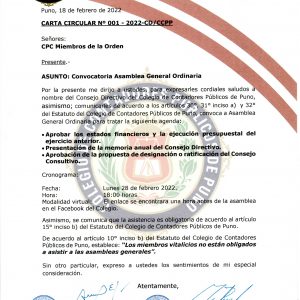 Puno, 18 de febrero de 2022
CARTA CIRCULAR N° 001 - 2022-CD/CCPP
Señores:
CPC Miembros de la Orden
Presente.-
ASUNTO: Convocatoria Asamblea General Ordinaria
Por la presente me dirijo a ustedes, para expresarles cordiales saludos a
nombre del Consejo Directivo del Colegio de Contadores Públicos de Puno,
asimismo; comunicarles de acuerdo a los artículos 31° inciso a) y 32°
del Estatuto del Colegio de Contadores Públicos de Puno, convoca a Asamblea
General Ordinaria para tratar la siguiente agenda:
•Aprobar los estados financieros y la ejecución presupuestal del
ejercicio anterior.
•Presentación de la memoria anual del Consejo Directivo.
•Aprobación de la propuesta de designación o ratificación del Consejo
Consultivo.
Cronograma:
Fecha: Lunes 28 de febrero 2022.
Hora: 18:00 horas
Modalidad virtual: El enlace se encontrara una hora antes de la asamblea
en el Facebook del Colegio.
Asimismo, se comunica que la asistencia es obligatoria de acuerdo al artículo
15° inciso b) del Estatuto del Colegio de Contadores Públicos de Puno.
De acuerdo al artículo 10° inciso b) del Estatuto del Colegio de Contadores
Públicos de Puno, establece: "Los miembros vitalicios no están obligados
a asistir a las asambleas generales".
Sin otro particular, expreso a ustedes los sentimientos de mi especial
consideración.
Atentamente,